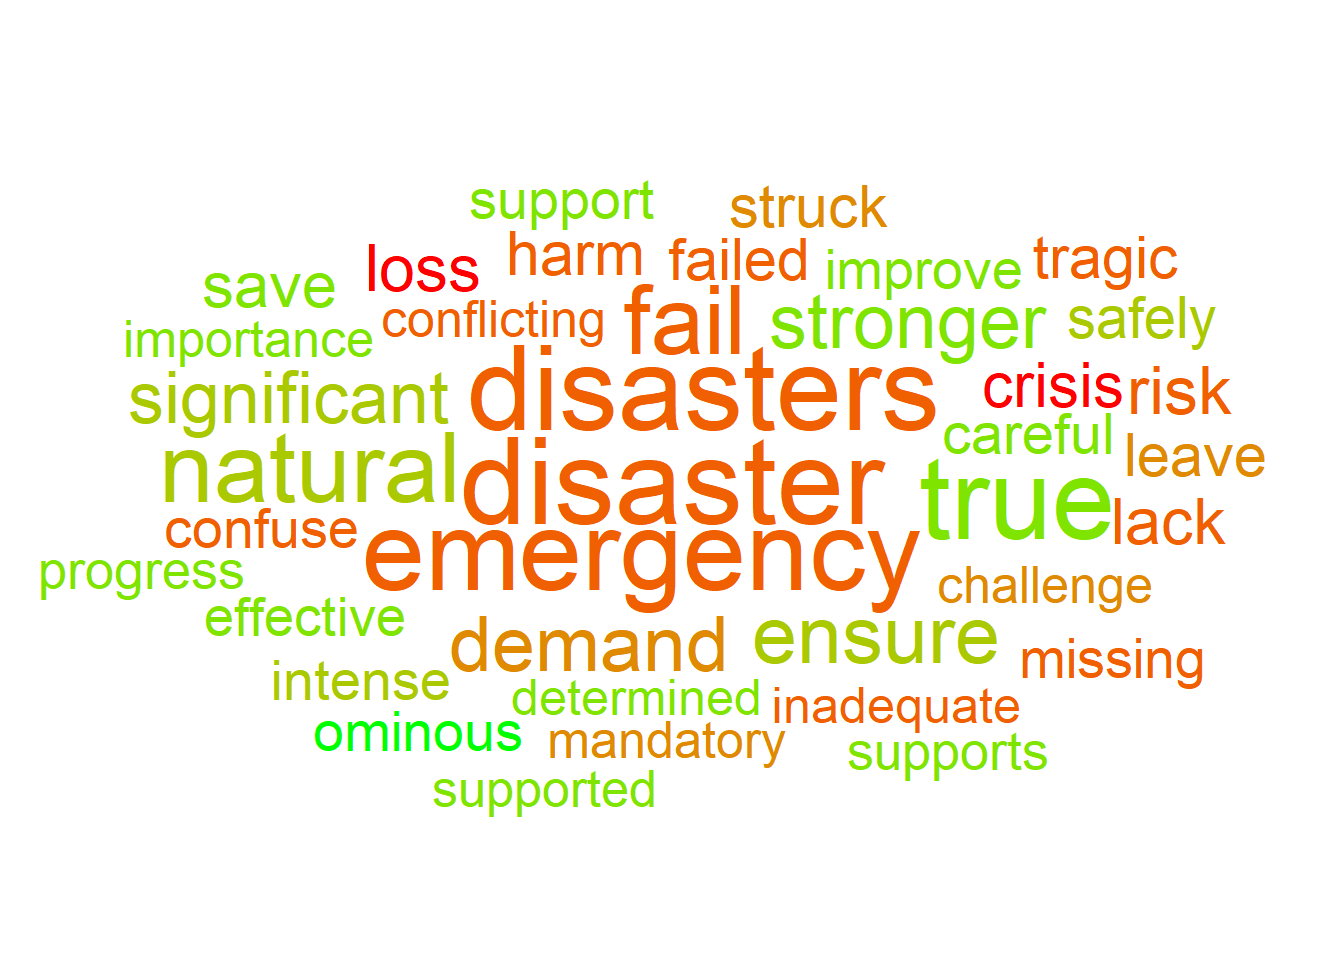 support struck
loss harm failed improve tragic
save
importance conflicting fail stronger safely
significant disasters crisis risk
natural disaster true careful leave
confuse emergency lack
progress challenge
effective demand ensure missing
intense determined inadequate
ominous mandatory supports
supported